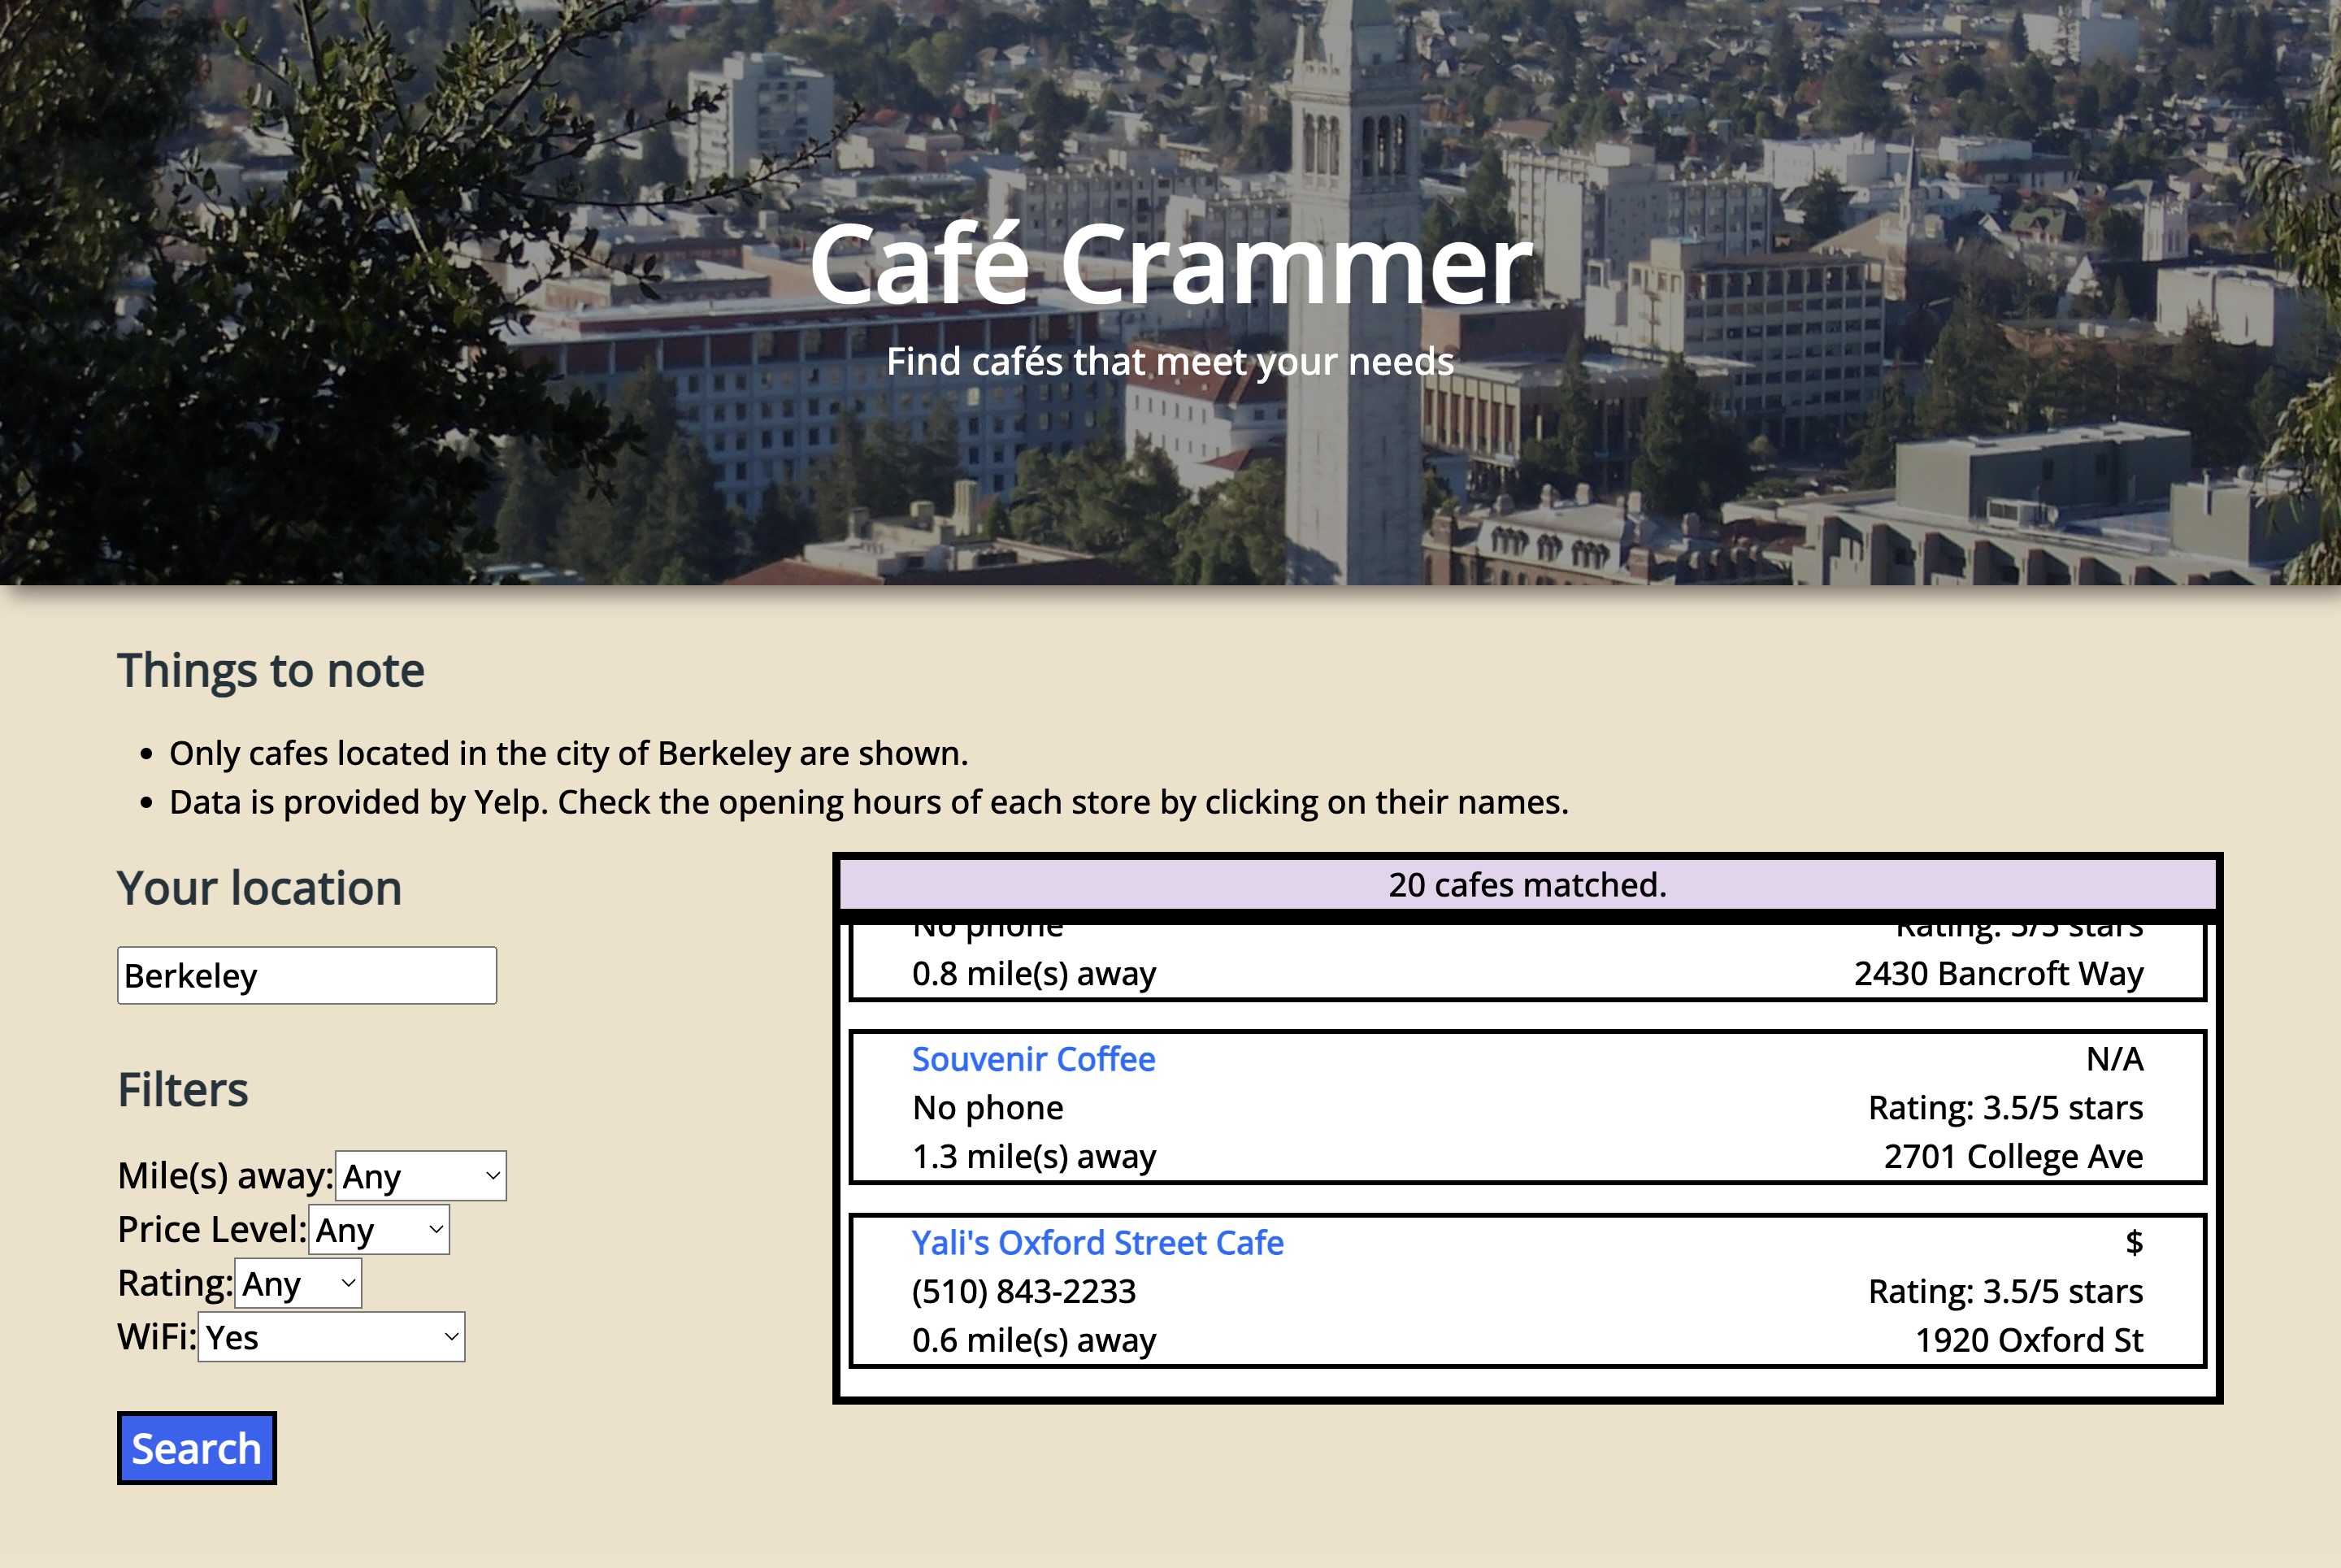 Café Crammer
Find cafés that meet your needs
Things to note
• Only cafes located in the city of Berkeley are shown.
• Data is provided by Yelp. Check the opening hours of each store by clicking on their names.
Your location
Berkeley
Filters
Mile(s) away: Any
Price Level: Any
Rating: Any
WiFi: Yes
Search
20 cafes matched.
No phone Rating: 5/5 stars
0.8 mile(s) away 2430 Bancroft Way
Souvenir Coffee N/A
No phone Rating: 3.5/5 stars
1.3 mile(s) away 2701 College Ave
Yali's Oxford Street Cafe $
(510) 843-2233 Rating: 3.5/5 stars
0.6 mile(s) away 1920 Oxford St